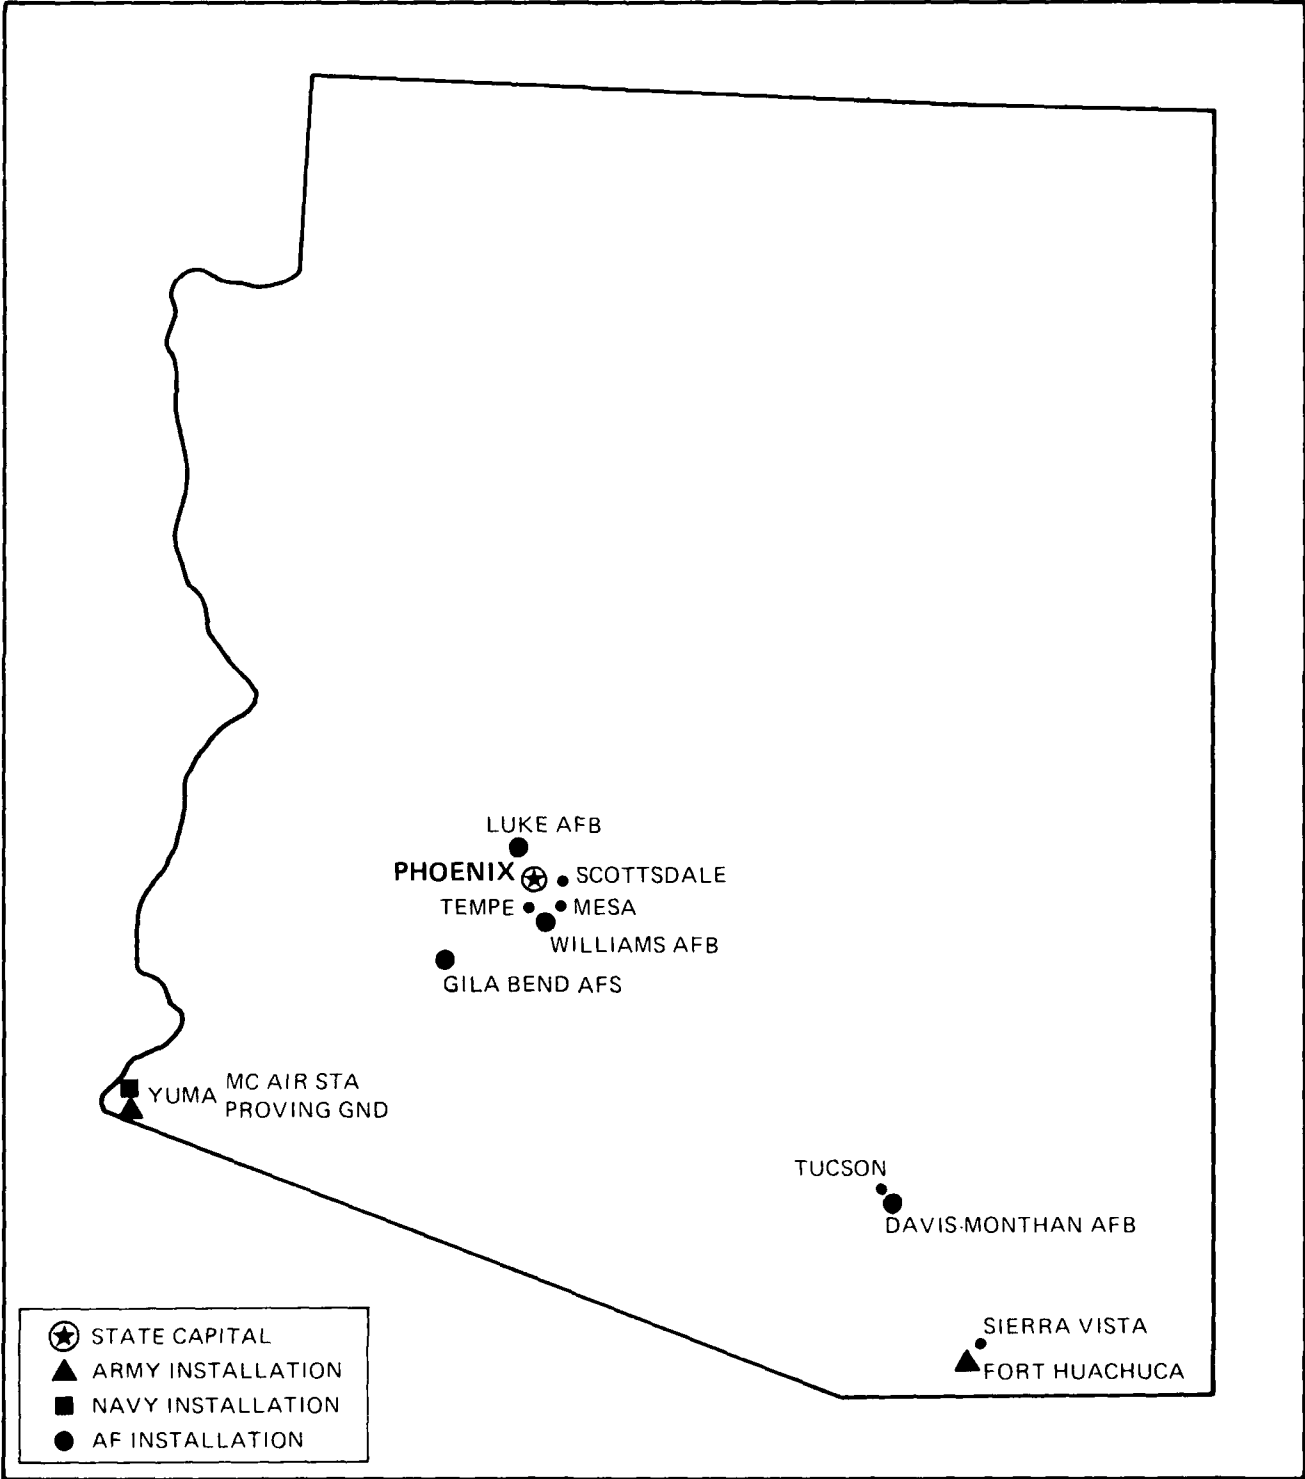 LUKE AFB
PHOENIX
SCOTTSDALE
TEMPE
MESA
WILLIAMS AFB
GILA BEND AFS
YUMA
MC AIR STA
PROVING GND
TUCSON
DAVIS-MONTHAN AFB
SIERRA VISTA
FORT HUACHUCA
STATE CAPITAL
ARMY INSTALLATION
NAVY INSTALLATION
AF INSTALLATION